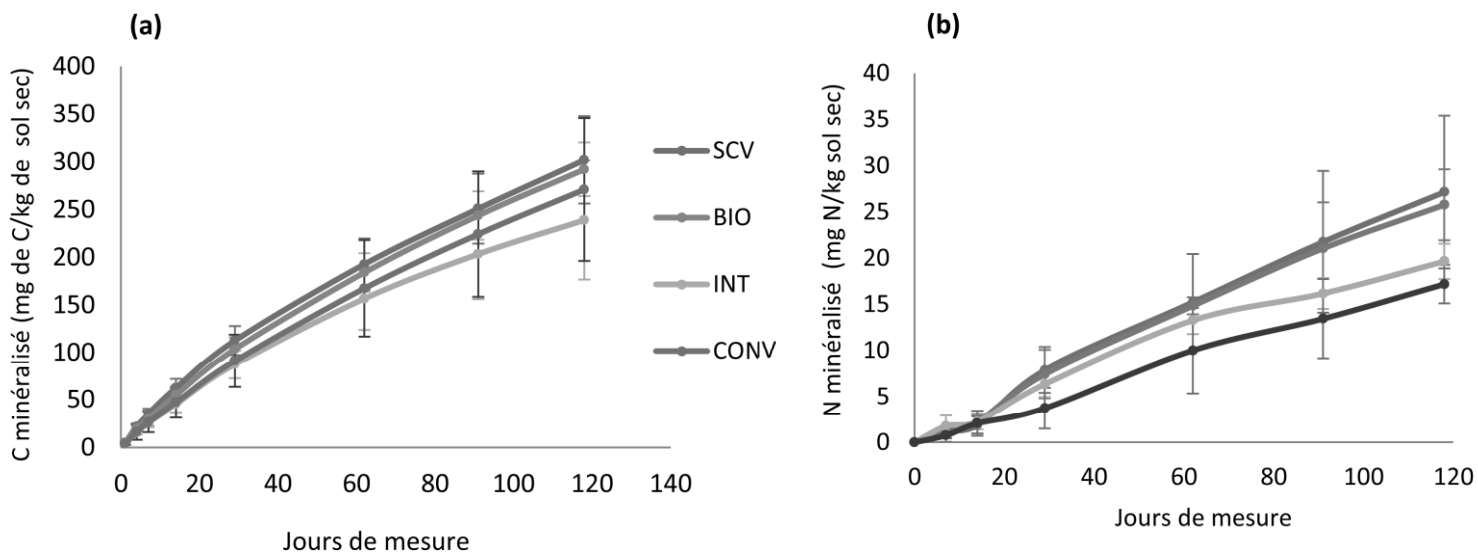 (a)
C minéralisé (mg de C/kg de sol sec)
400
350
300
250
200
150
100
50
0
0 20 40 60 80 100 120 140
Jours de mesure
SCV
BIO
INT
CONV
(b)
N minéralisé (mg N/kg sol sec)
40
35
30
25
20
15
10
5
0
0 20 40 60 80 100 120
Jours de mesure